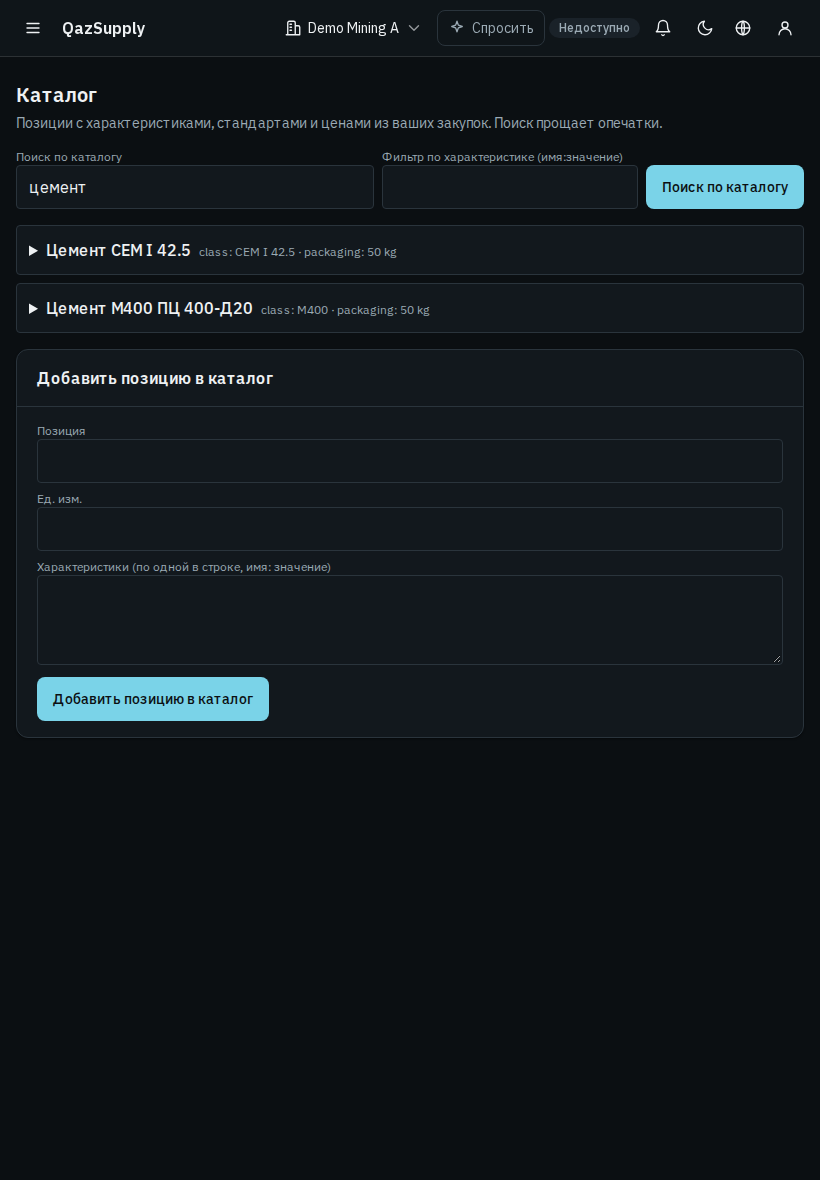 QazSupply
Demo Mining A
Спросить
Недоступно
Каталог
Позиции с характеристиками, стандартами и ценами из ваших закупок. Поиск прощает опечатки.
Поиск по каталогу
Фильтр по характеристике (имя:значение)
цемент
Поиск по каталогу
Цемент CEM I 42.5 class: CEM I 42.5 · packaging: 50 kg
Цемент М400 ПЦ 400-Д20 class: M400 · packaging: 50 kg
Добавить позицию в каталог
Позиция
Ед. изм.
Характеристики (по одной в строке, имя: значение)
Добавить позицию в каталог